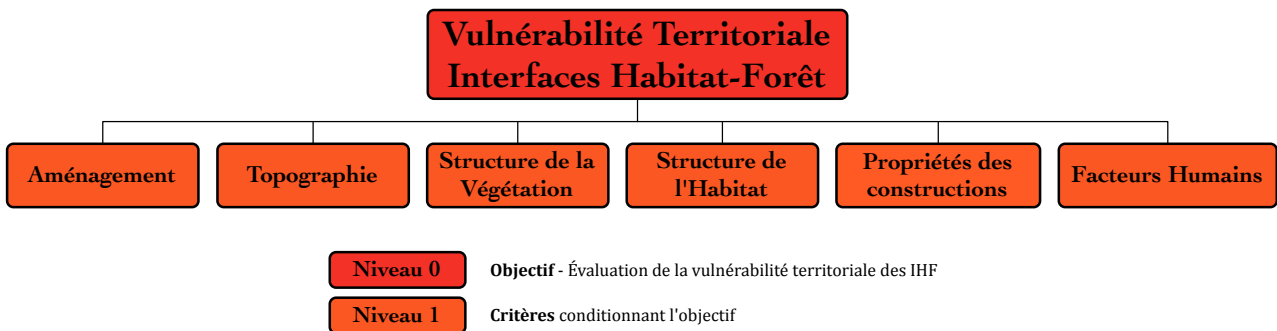 Vulnérabilité Territoriale
Interfaces Habitat-Forêt
Aménagement
Topographie
Structure de la
Végétation
Structure de
l'Habitat
Propriétés des
constructions
Facteurs Humains
Niveau 0
Objectif - Évaluation de la vulnérabilité territoriale des IHF
Niveau 1
Critères conditionnant l'objectif